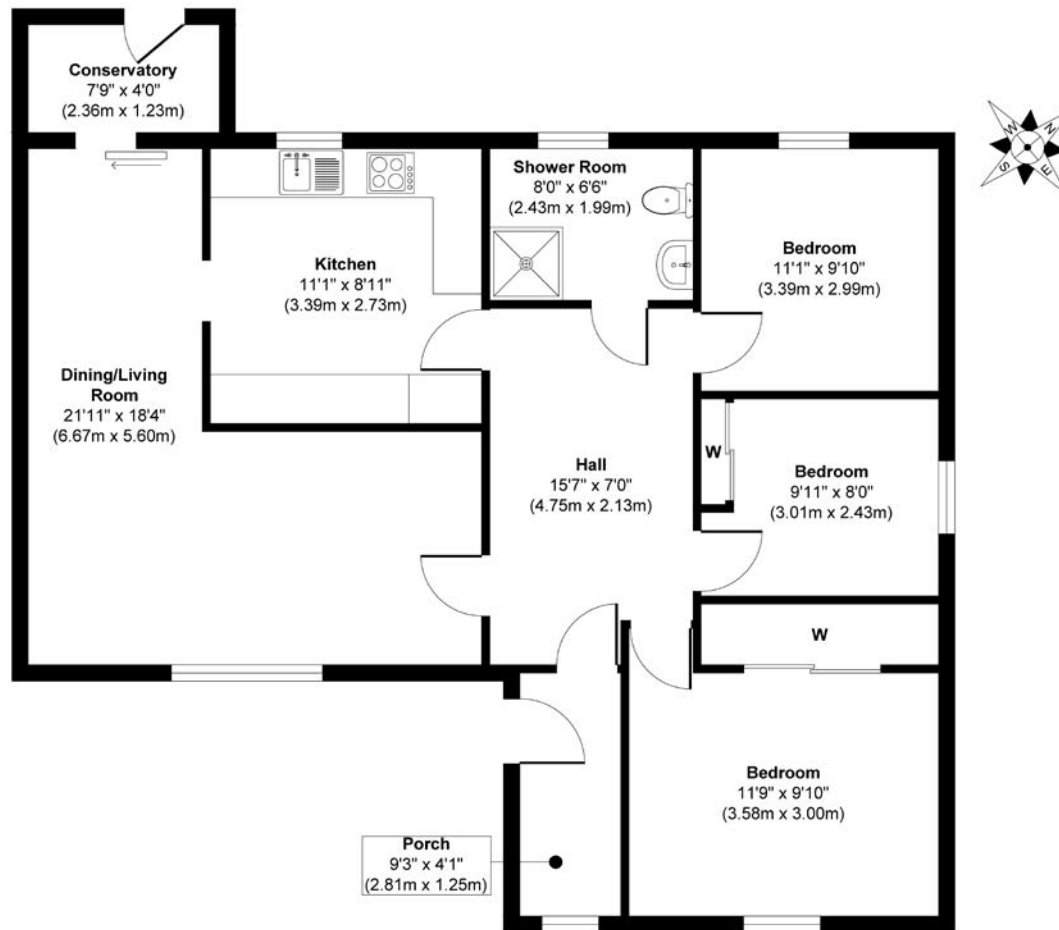 Conservatory
7'9" x 4'0"
(2.36m x 1.23m)
W
N
S
E
Shower Room
8'0" x 6'6"
(2.43m x 1.99m)
Kitchen
11'1" x 8'11"
(3.39m x 2.73m)
Bedroom
11'1" x 9'10"
(3.39m x 2.99m)
Dining/Living
Room
21'11" x 18'4"
(6.67m x 5.60m)
Hall
15'7" x 7'0"
(4.75m x 2.13m)
W
Bedroom
9'11" x 8'0"
(3.01m x 2.43m)
W
Bedroom
11'9" x 9'10"
(3.58m x 3.00m)
Porch
9'3" x 4'1"
(2.81m x 1.25m)